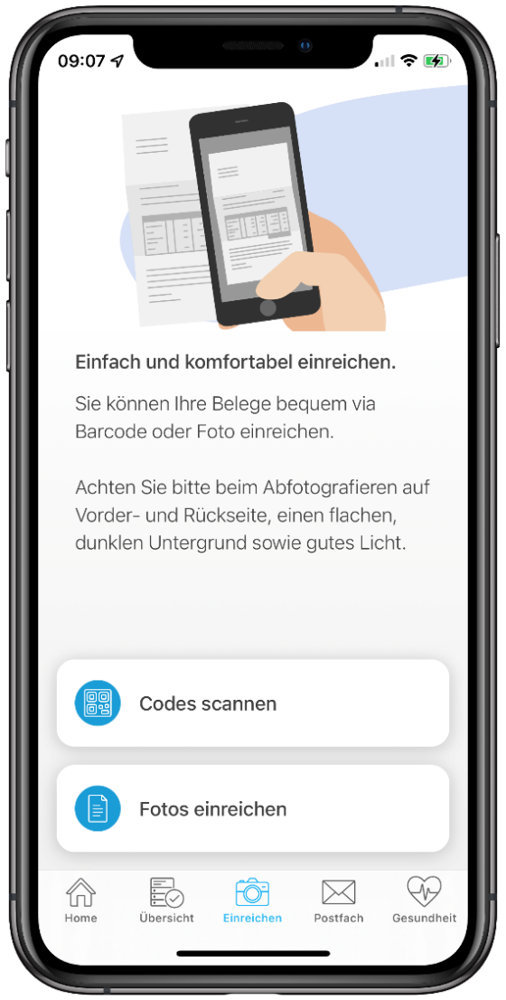 09:07
Einfach und komfortabel einreichen.
Sie können Ihre Belege bequem via
Barcode oder Foto einreichen.
Achten Sie bitte beim Abfotografieren auf
Vorder- und Rückseite, einen flachen,
dunklen Untergrund sowie gutes Licht.
Codes scannen
Fotos einreichen
Home
Übersicht
Einreichen
Postfach
Gesundheit